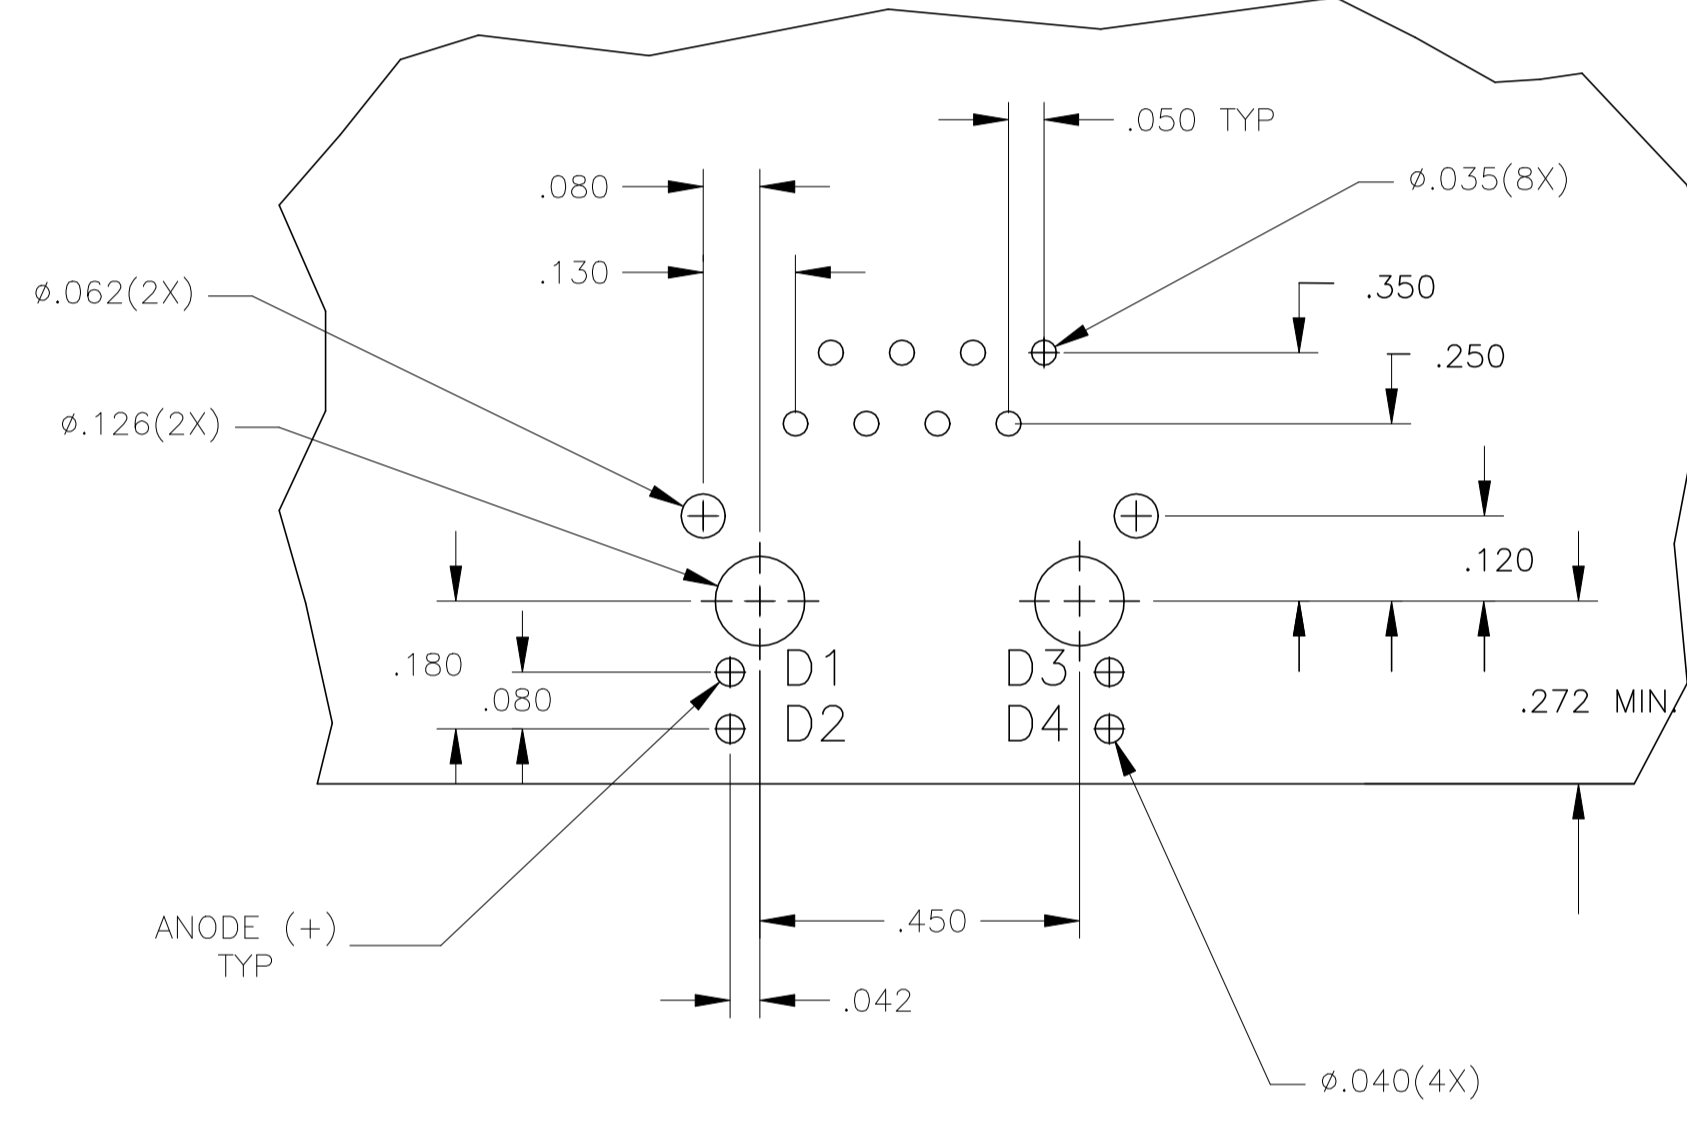 .050 TYP
.080
ø.035(8X)
.130
ø.062(2X)
.350
.250
ø.126(2X)
.120
.180
D1
D3
.080
.272 MIN.
D2
D4
ANODE (+)
TYP
.450
.042
ø.040(4X)